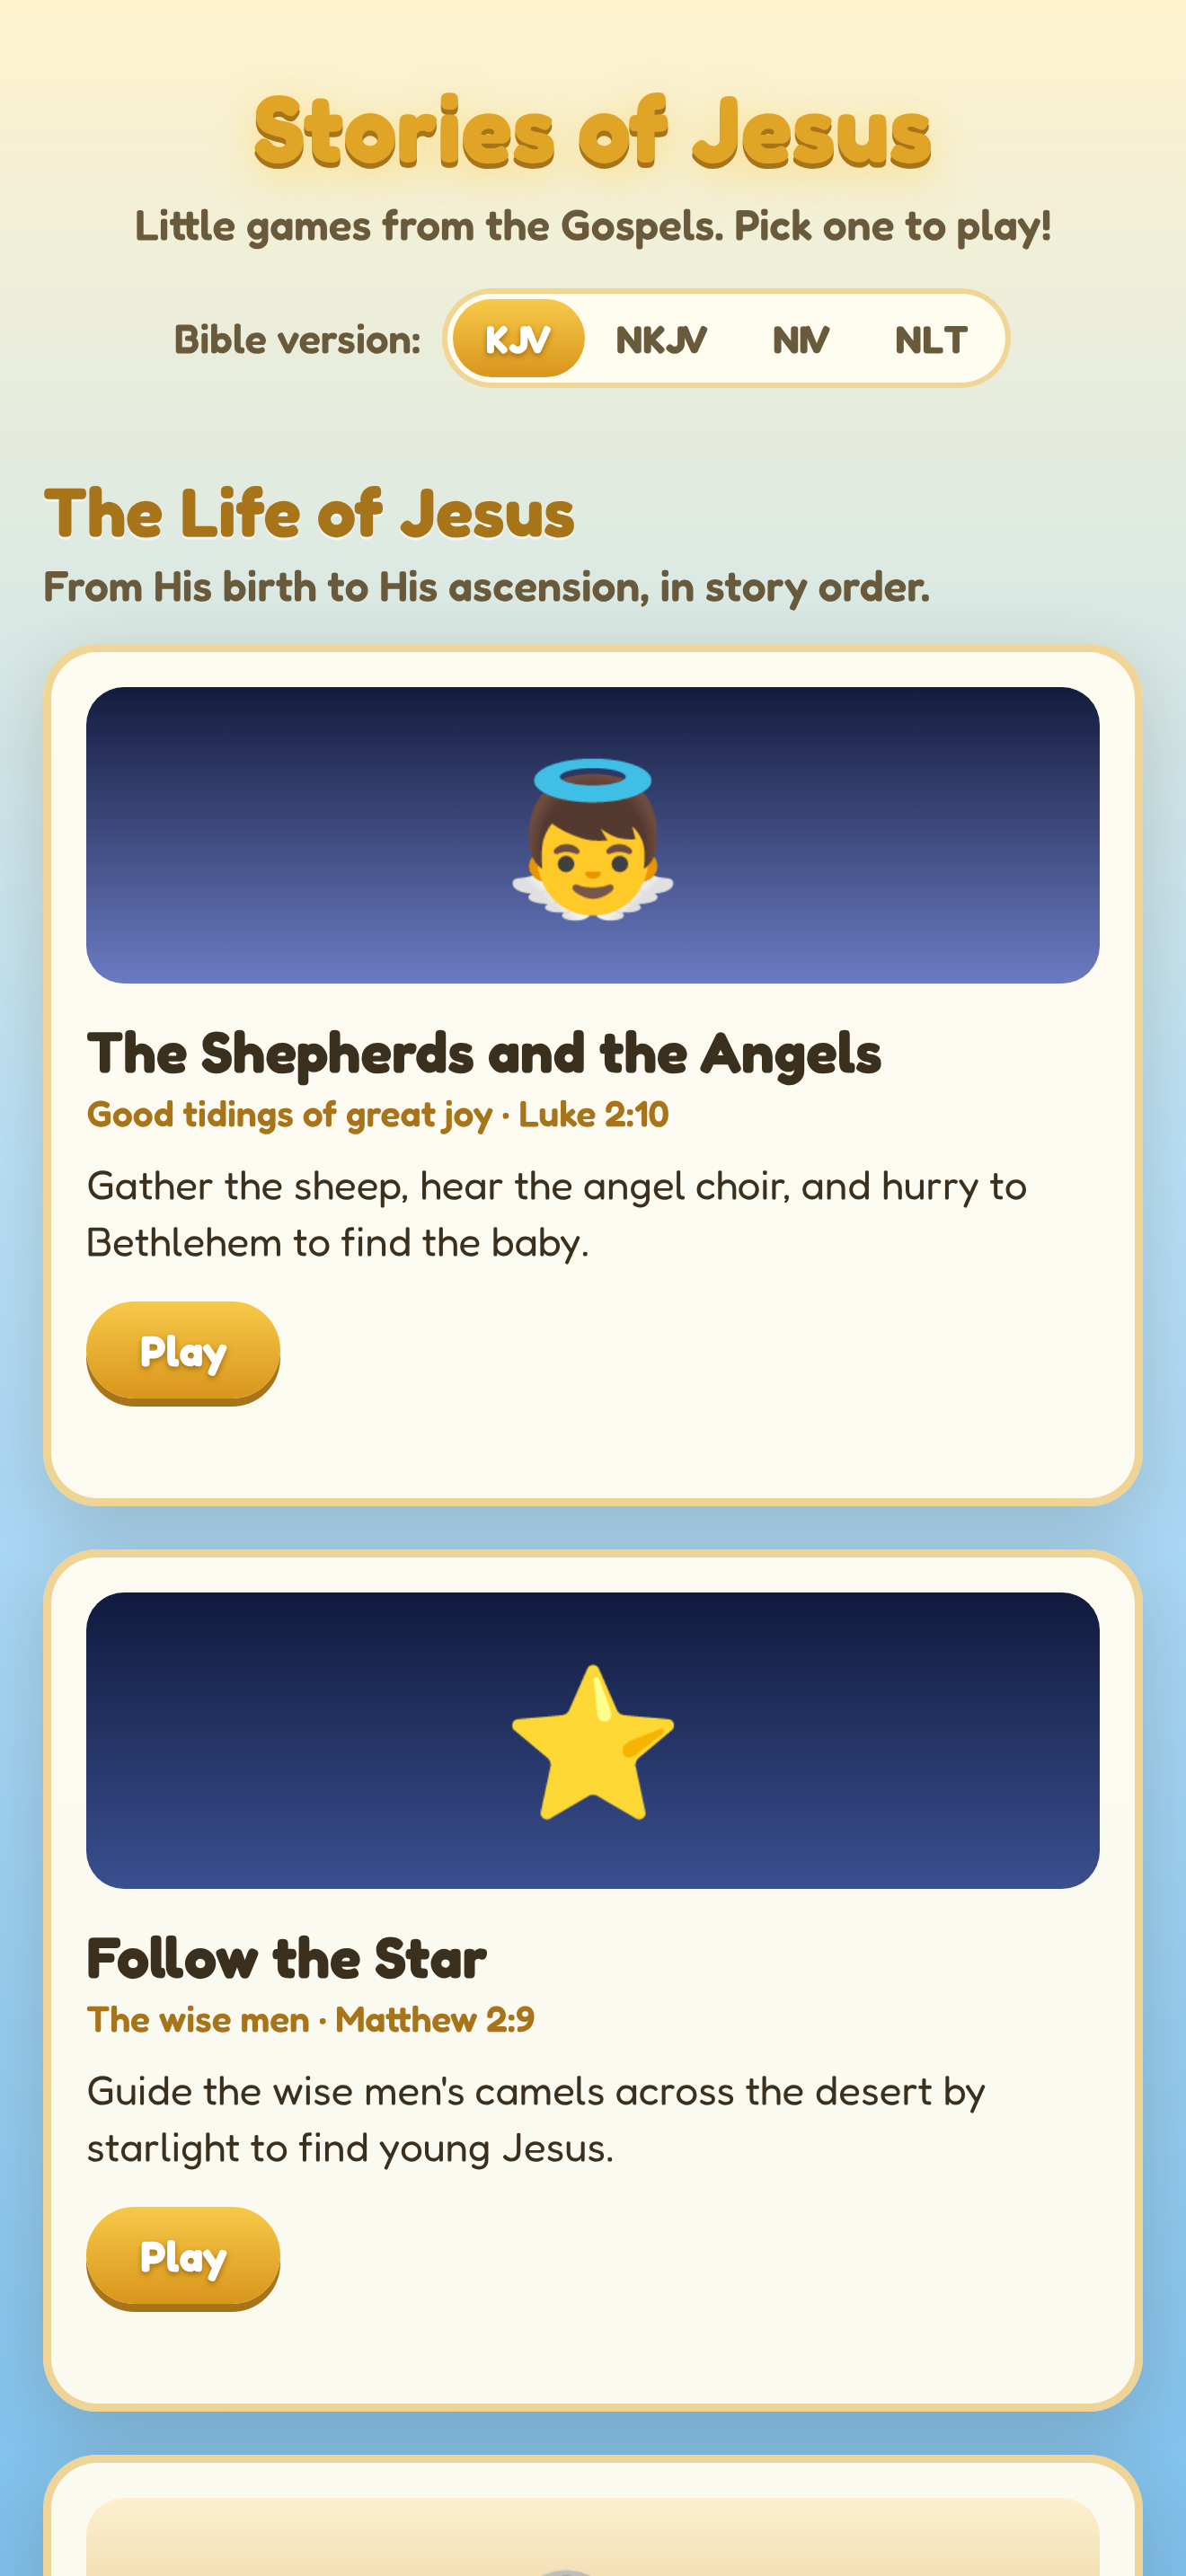 Stories of Jesus
Little games from the Gospels. Pick one to play!
Bible version: KJV NKJV NIV NLT
The Life of Jesus
From His birth to His ascension, in story order.
The Shepherds and the Angels
Good tidings of great joy · Luke 2:10
Gather the sheep, hear the angel choir, and hurry to
Bethlehem to find the baby.
Play
Follow the Star
The wise men · Matthew 2:9
Guide the wise men's camels across the desert by
starlight to find young Jesus.
Play